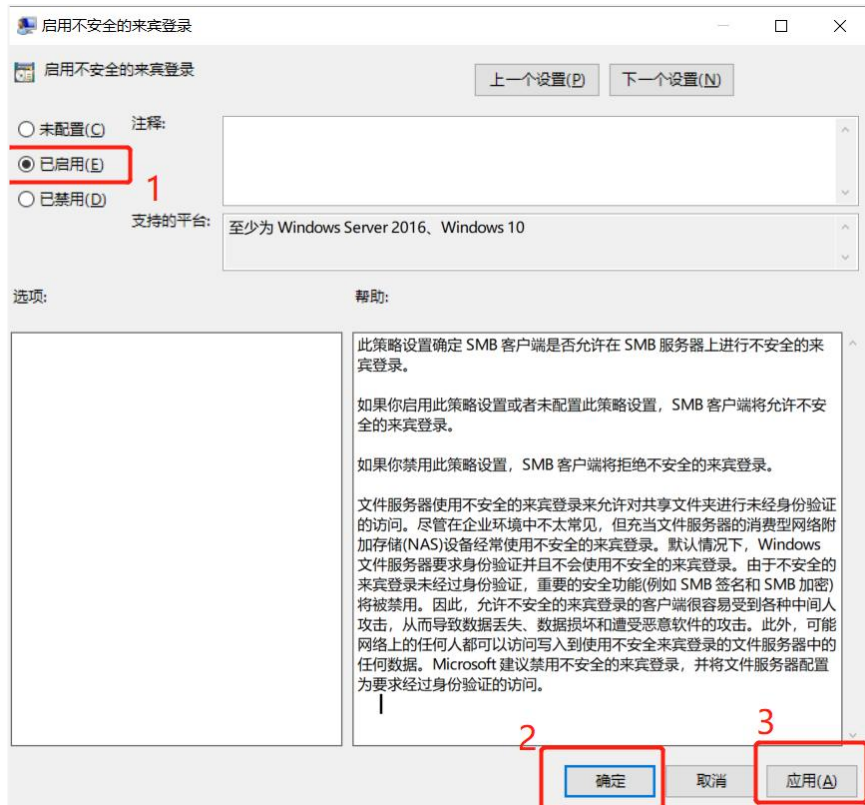 启用不安全的来宾登录
启用不安全的来宾登录
上一个设置(P)
下一个设置(N)
未配置(C)
注释:
已启用(E)
1
已禁用(D)
支持的平台:
至少为 Windows Server 2016、Windows 10
选项:
帮助:
此策略设置确定 SMB 客户端是否允许在 SMB 服务器上进行不安全的来
宾登录。
如果你启用此策略设置或者未配置此策略设置，SMB 客户端将允许不安
全的来宾登录。
如果你禁用此策略设置，SMB 客户端将拒绝不安全的来宾登录。
文件服务器使用不安全的来宾登录来允许对共享文件夹进行未经身份验证
的访问。尽管在企业环境中不太常见，但充当文件服务器的消费型网络附
加存储(NAS)设备经常使用不安全的来宾登录。默认情况下，Windows
文件服务器要求身份验证并且不会使用不安全的来宾登录。由于不安全的
来宾登录未经过身份验证，重要的安全功能(例如 SMB 签名和 SMB 加密)
将被禁用。因此，允许不安全的来宾登录的客户端很容易受到各种中间人
攻击，从而导致数据丢失、数据损坏和遭受恶意软件的攻击。此外，可能
网络上的任何人都可以访问写入到使用不安全来宾登录的文件服务器中的
任何数据。Microsoft 建议禁用不安全的来宾登录，并将文件服务器配置
为要求经过身份验证的访问。
2
3
确定
取消
应用(A)